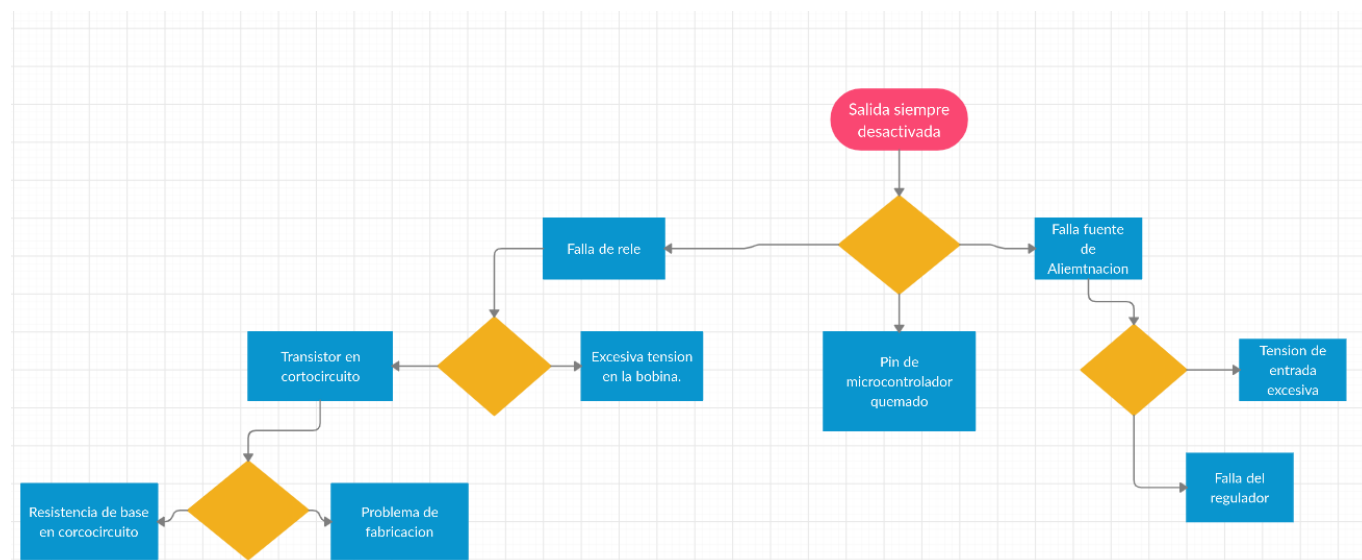 Salida siempre
desactivada
Falla de rele
Falla fuente
de
Aliemtnacion
Transistor en
cortocircuito
Excesiva tension
en la bobina.
Pin de
microcontrolador
quemado
Tension de
entrada
excesiva
Resistencia de base
en corcocircuito
Problema de
fabricacion
Falla del
regulador